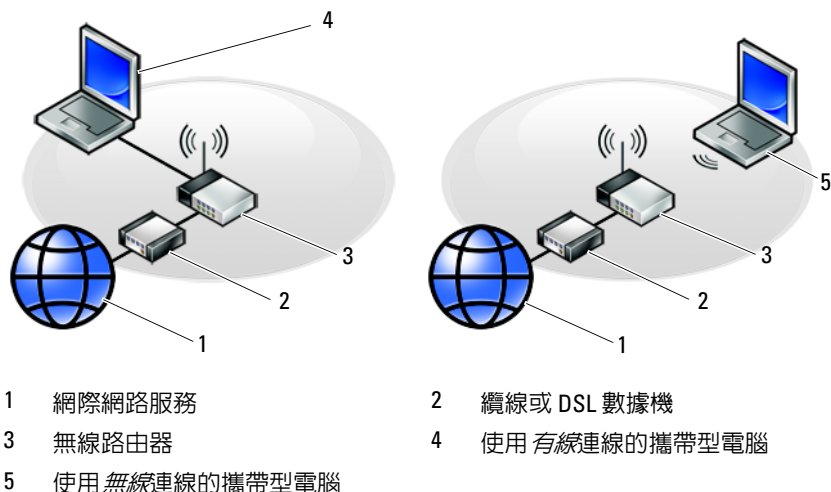 4
5
3
3
2
2
1
1
1 網際網路服務
2 纜線或 DSL 數據機
3 無線路由器
4 使用有線連線的攜帶型電腦
5 使用無線連線的攜帶型電腦